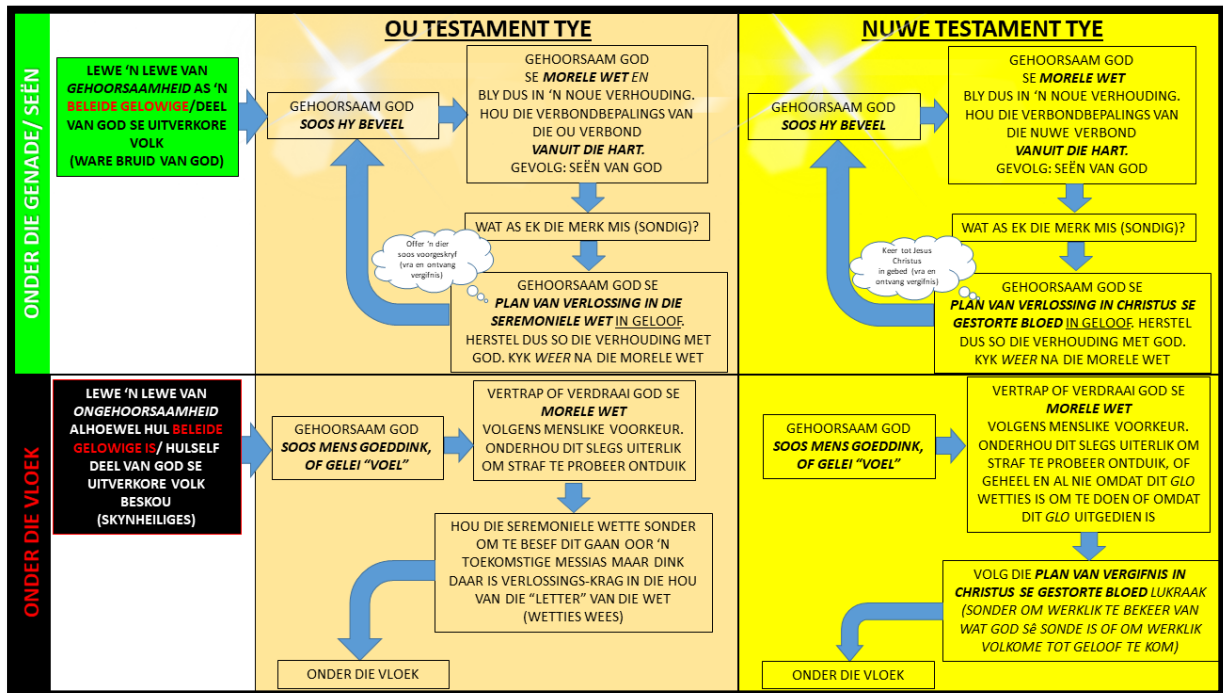 OU TESTAMENT TYE
NUWE TESTAMENT TYE
ONDER DIE GENADE/ SEËN
LEWE ‘N LEWE VAN
GEHOORSAAMHEID AS ‘N
BELEIDE GELOWIGE/DEEL
VAN GOD SE UITVERKORE
VOLK
(WARE BRUID VAN GOD)
GEHOORSAAM GOD
SOOS HY BEVEEL
GEHOORSAAM GOD
SE MORELE WET EN
BLY DUS IN ‘N NOUE VERHOUDING.
HOU DIE VERBONDBEPALINGS VAN
DIE OU VERBOND
VANUIT DIE HART.
GEVOLG: SEËN VAN GOD
WAT AS EK DIE MERK MIS (SONDIG)?
Offer ‘n dier
soos voorgeskryf
(vra en ontvang
vergifnis)
GEHOORSAAM GOD SE
PLAN VAN VERLOSSING IN DIE
SEREMONIELE WET IN GELOOF.
HERSTEL DUS SO DIE VERHOUDING MET
GOD. KYK WEER NA DIE MORELE WET
GEHOORSAAM GOD
SOOS HY BEVEEL
GEHOORSAAM GOD
SE MORELE WET
BLY DUS IN ‘N NOUE VERHOUDING.
HOU DIE VERBONDBEPALINGS VAN
DIE NUWE VERBOND
VANUIT DIE HART.
GEVOLG: SEËN VAN GOD
WAT AS EK DIE MERK MIS (SONDIG)?
Keer tot Jesus
Christus
in gebed (vra en
ontvang vergifnis)
GEHOORSAAM GOD SE
PLAN VAN VERLOSSING IN CHRISTUS SE
GESTORTE BLOED IN GELOOF. HERSTEL
DUS SO DIE VERHOUDING MET GOD.
KYK WEER NA DIE MORELE WET
ONDER DIE VLOEK
LEWE ‘N LEWE VAN
ONGEHOORSAAMHEID
ALHOEWEL HUL BELEIDE
GELOWIGE IS/ HULSELF
DEEL VAN GOD SE
UITVERKORE VOLK
BESKOU
(SKYNHEILIGES)
GEHOORSAAM GOD
SOOS MENS GOEDDINK,
OF GELEI “VOEL”
VERTRAP OF VERDRAAI GOD SE
MORELE WET
VOLGENS MENSLIKE VOORKEUR.
ONDERHOU DIT SLEGS UITERLIK
OM STRAF TE PROBEER ONTDUIK
HOU DIE SEREMONIELE WETTE SONDER
OM TE BESEF DIT GAAN OOR ‘N
TOEKOMSTIGE MESSIAS MAAR DINK
DAAR IS VERLOSSINGS-KRAG IN DIE HOU
VAN DIE “LETTER” VAN DIE WET
(WETTIES WEES)
ONDER DIE VLOEK
GEHOORSAAM GOD
SOOS MENS GOEDDINK,
OF GELEI “VOEL”
VERTRAP OF VERDRAAI GOD SE
MORELE WET
VOLGENS MENSLIKE VOORKEUR.
ONDERHOU DIT SLEGS UITERLIK OM
STRAF TE PROBEER ONTDUIK, OF
GEHEEL EN AL NIE OMDAT DIT GLO
WETTIES IS OM TE DOEN OF OMDAT
DIT GLO UITGEDIEN IS
VOLG DIE PLAN VAN VERGIFNIS IN
CHRISTUS SE GESTORTE BLOED LUKRAAK
(SONDER OM WERKLIK TE BEKEER VAN
WAT GOD Sê SONDE IS OF OM WERKLIK
VOLKOME TOT GELOOF TE KOM)
ONDER DIE VLOEK